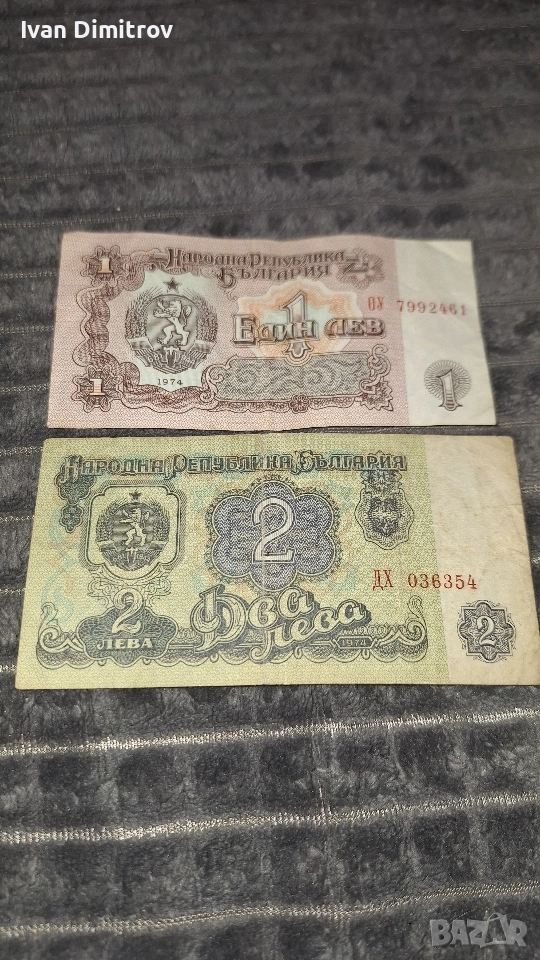 Ivan Dimitrov
1
Народна Република
България
1
ОУ 7992461
Един лев
1974
1
1
Народна Република България
2
ДХ 036354
2
ЛЕВА
Два
лева
1974
2
BAZAR